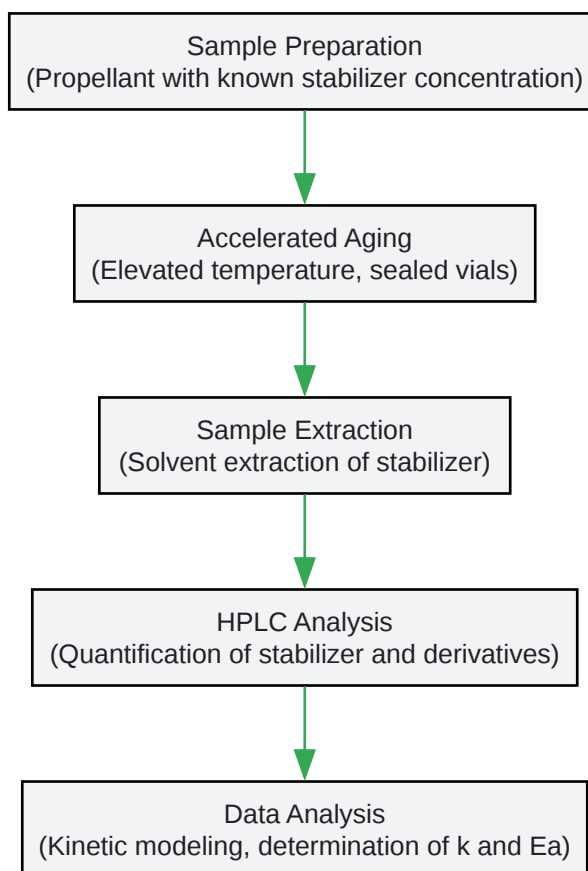 Sample Preparation
(Propellant with known stabilizer concentration)
Accelerated Aging
(Elevated temperature, sealed vials)
Sample Extraction
(Solvent extraction of stabilizer)
HPLC Analysis
(Quantification of stabilizer and derivatives)
Data Analysis
(Kinetic modeling, determination of k and Ea)